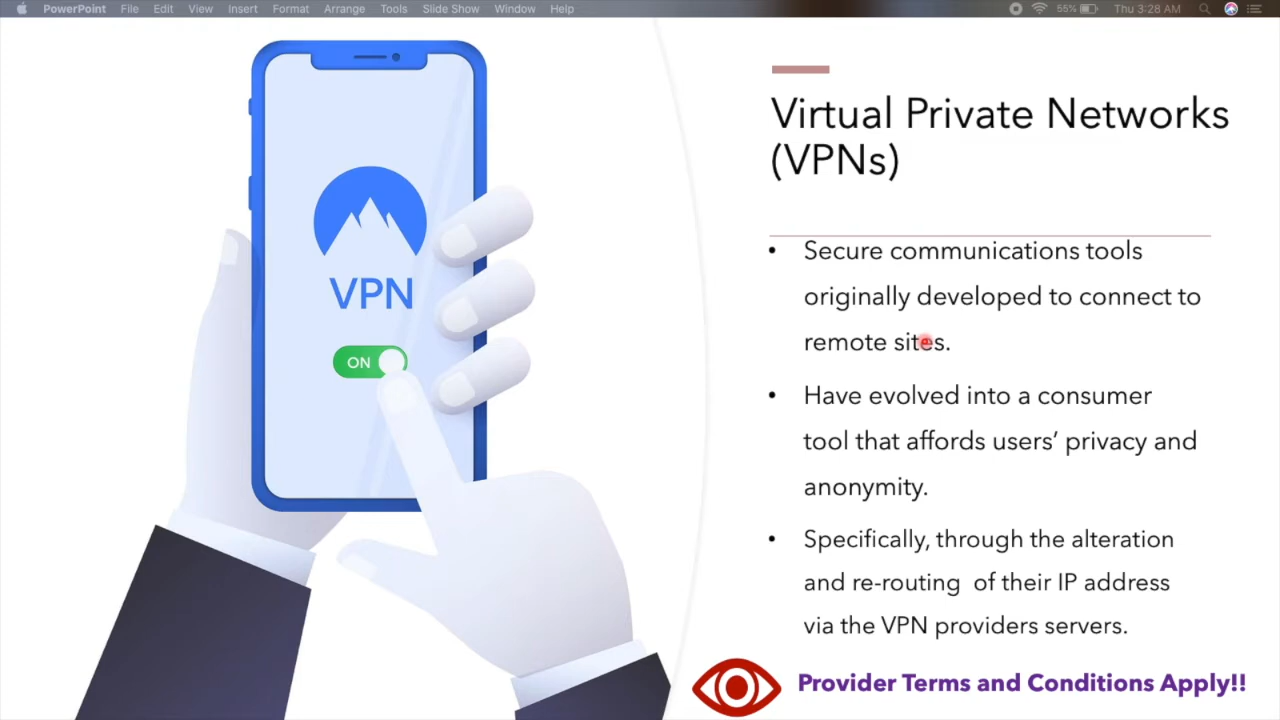 PowerPoint File Edit View Insert Format Arrange Tools Slide Show Window Help 55% Thu 3:28 AM
VPN
ON
Virtual Private Networks
(VPNs)
• Secure communications tools
originally developed to connect to
remote sites.
• Have evolved into a consumer
tool that affords users’ privacy and
anonymity.
• Specifically, through the alteration
and re-routing of their IP address
via the VPN providers servers.
Provider Terms and Conditions Apply!!